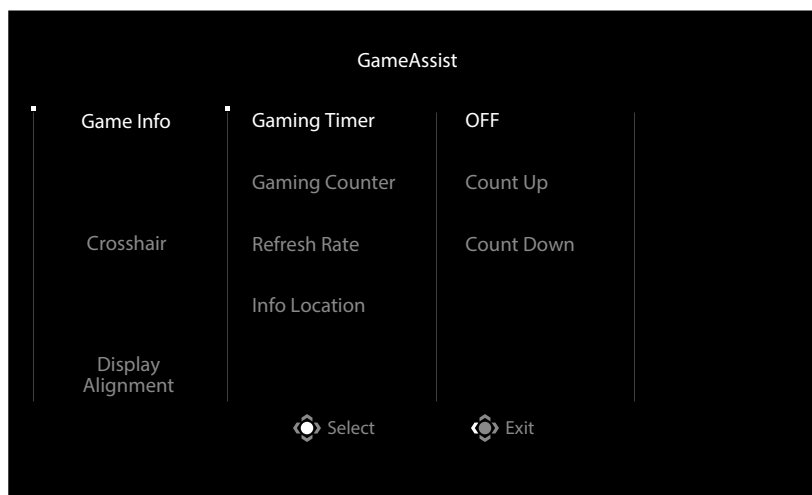 GameAssist
Game Info
Gaming Timer
OFF
Gaming Counter
Count Up
Crosshair
Refresh Rate
Count Down
Info Location
Display
Alignment
Select
Exit